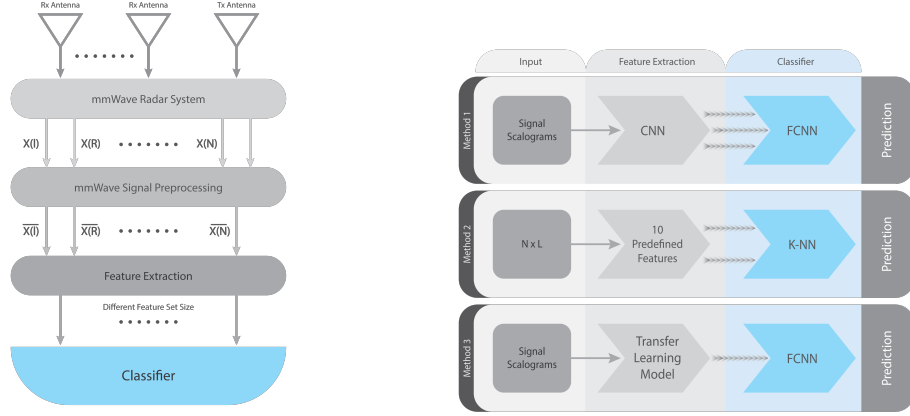 Rx Antenna
Rx Antenna
Tx Antenna
mmWave Radar System
X(I)
X(R)
X(N)
mmWave Signal Preprocessing
X(I)
X(R)
X(N)
Feature Extraction
Different Feature Set Size
Classifier
Input
Feature Extraction
Classifier
Method 1
Signal
Scalograms
CNN
FCNN
Prediction
Method 2
N x L
10
Predefined
Features
K-NN
Prediction
Method 3
Signal
Scalograms
Transfer
Learning
Model
FCNN
Prediction